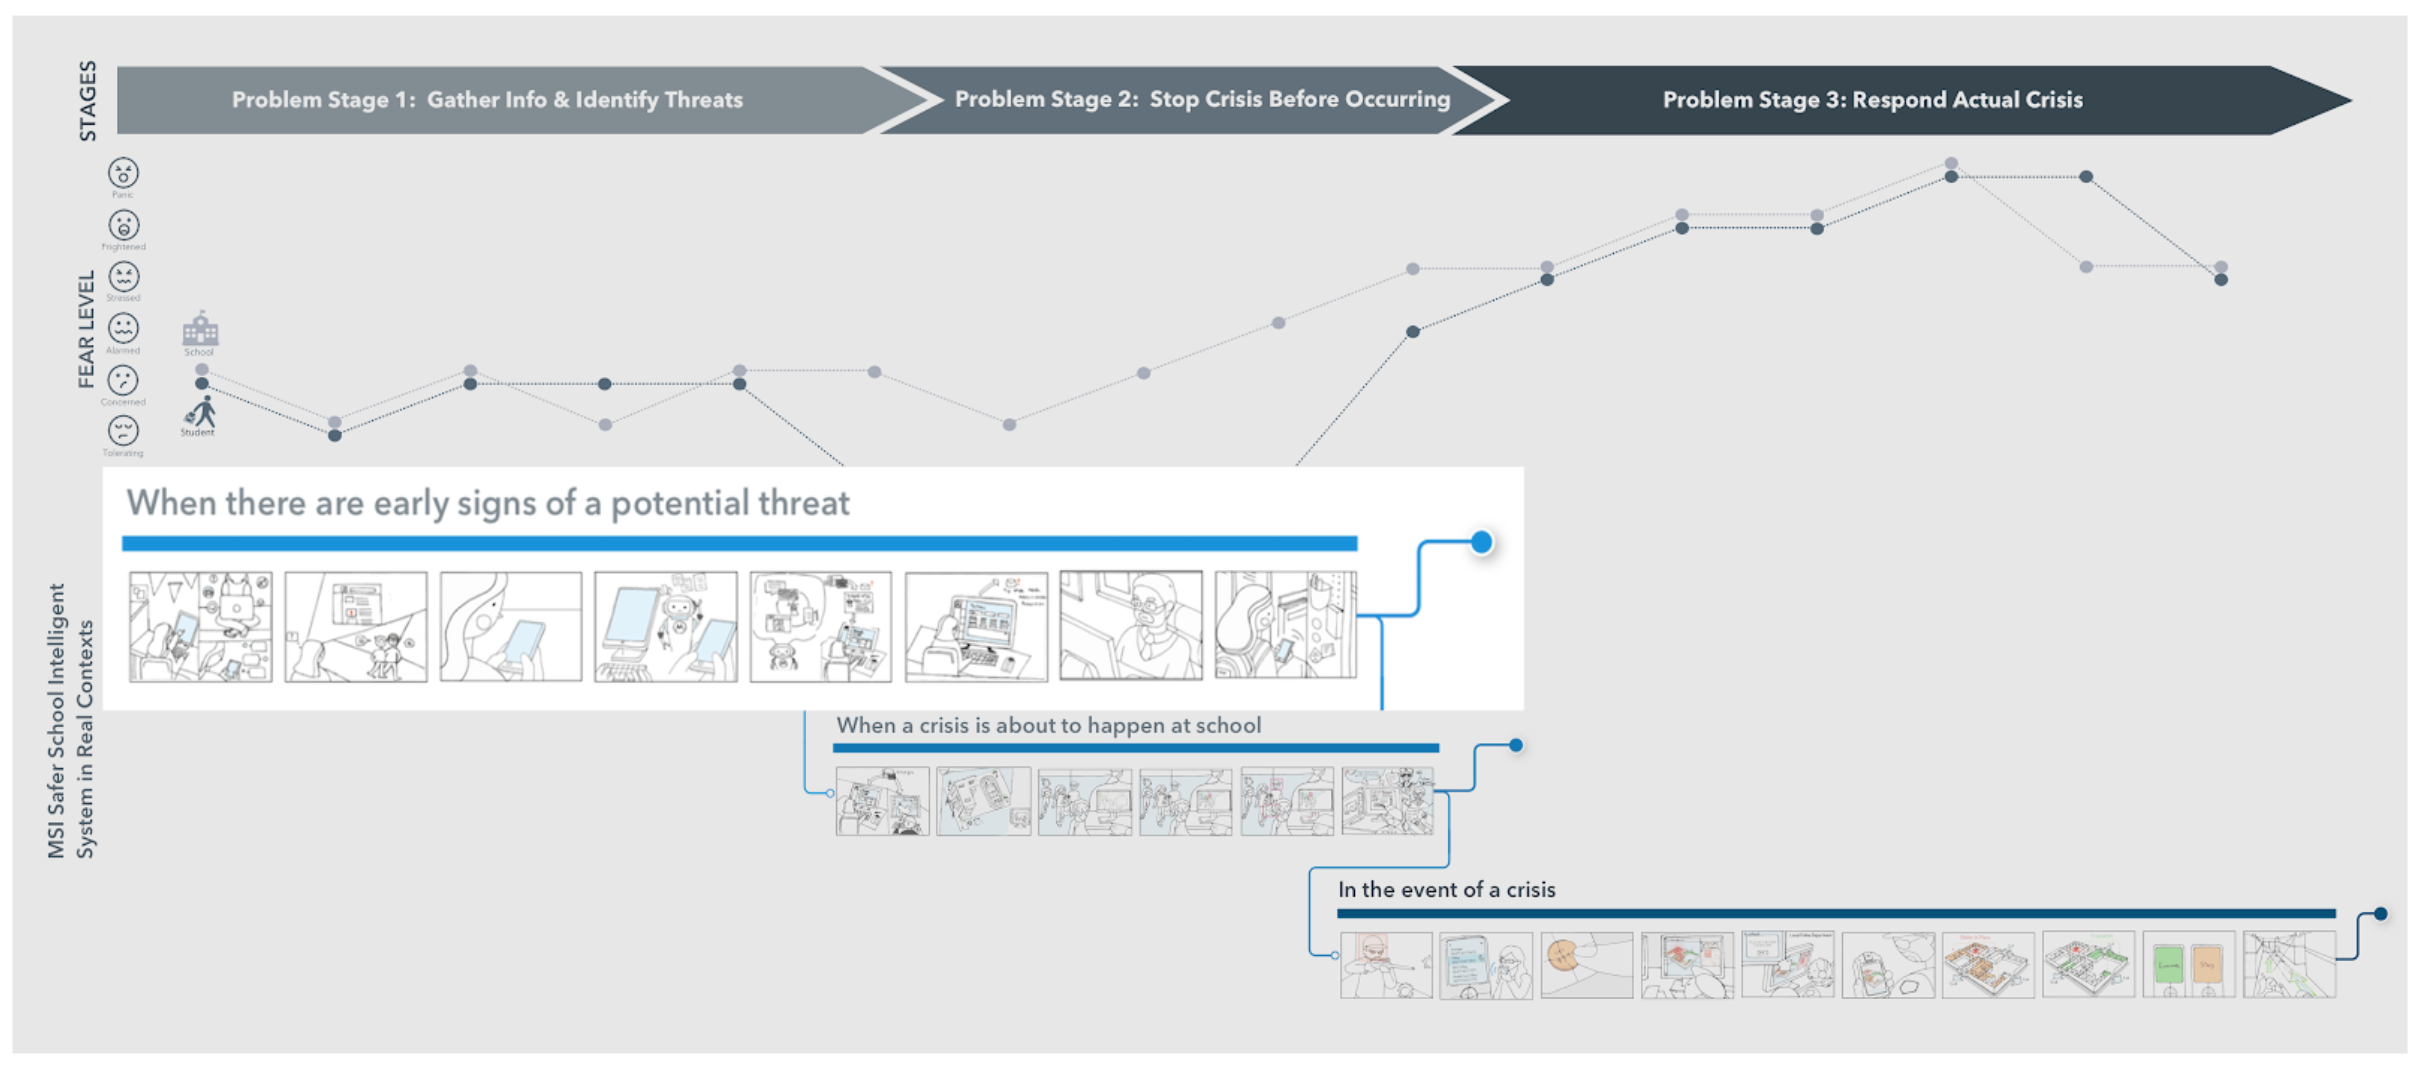 STAGES
Problem Stage 1: Gather Info & Identify Threats
Problem Stage 2: Stop Crisis Before Occurring
Problem Stage 3: Respond Actual Crisis
FEAR LEVEL
Panic
Frightened
Stressed
Alarmed
Concerned
Tolerating
School
Student
MSI Safer School Intelligent
System in Real Contexts
When there are early signs of a potential threat
When a crisis is about to happen at school
In the event of a crisis